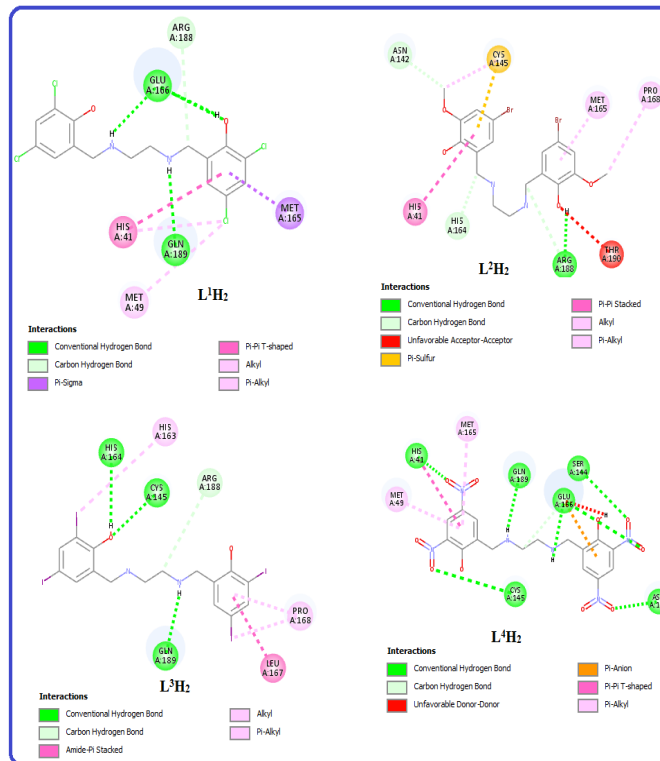 ARG
A:188
Cl
GLU
A:166
O
H
O
H
N
N
H
Cl
Cl
Cl
HIS
A:41
GLN
A:189
MET
A:165
MET
A:49
L¹H₂
Interactions
Conventional Hydrogen Bond
Carbon Hydrogen Bond
Pi-Sigma
Pi-Pi T-shaped
Alkyl
Pi-Alkyl
ASN
A:142
CYS
A:145
PRO
A:168
MET
A:165
O
Br
Br
O
O
N
N
O
H
HIS
A:41
HIS
A:164
ARG
A:188
THR
A:190
L²H₂
Interactions
Conventional Hydrogen Bond
Carbon Hydrogen Bond
Unfavorable Acceptor-Acceptor
Pi-Sulfur
Pi-Pi Stacked
Alkyl
Pi-Alkyl
HIS
A:163
HIS
A:164
CYS
A:145
ARG
A:188
I
H
O
O
I
I
N
N
H
I
PRO
A:168
GLN
A:189
LEU
A:167
L³H₂
Interactions
Conventional Hydrogen Bond
Carbon Hydrogen Bond
Amide-Pi Stacked
Alkyl
Pi-Alkyl
MET
A:165
HIS
A:41
GLN
A:189
SER
A:144
GLU
A:166
MET
A:49
CYS
A:145
L⁴H₂
Interactions
Conventional Hydrogen Bond
Carbon Hydrogen Bond
Unfavorable Donor-Donor
Pi-Anion
Pi-Pi T-shaped
Pi-Alkyl